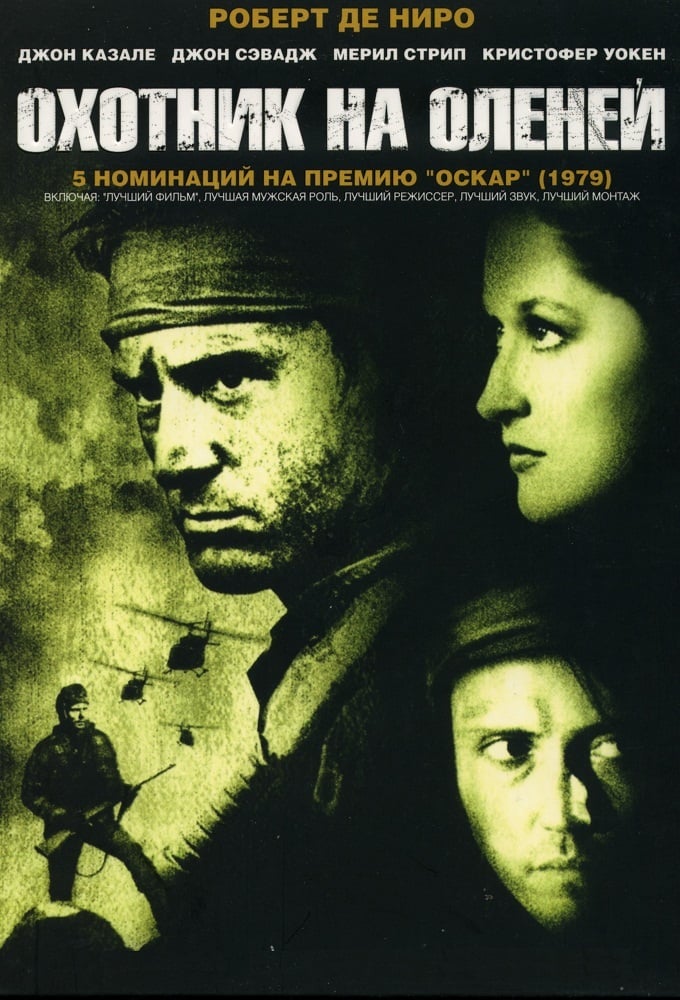 РОБЕРТ ДЕ НИРО
ДЖОН КАЗАЛЕ ДЖОН СЭВАДЖ МЕРИЛ СТРИП КРИСТОФЕР УОКЕН
ОХОТНИК НА ОЛЕНЕЙ
5 НОМИНАЦИЙ НА ПРЕМИЮ "ОСКАР" (1979)
ВКЛЮЧАЯ: "ЛУЧШИЙ ФИЛЬМ", ЛУЧШАЯ МУЖСКАЯ РОЛЬ, ЛУЧШИЙ РЕЖИССЕР, ЛУЧШИЙ ЗВУК, ЛУЧШИЙ МОНТАЖ